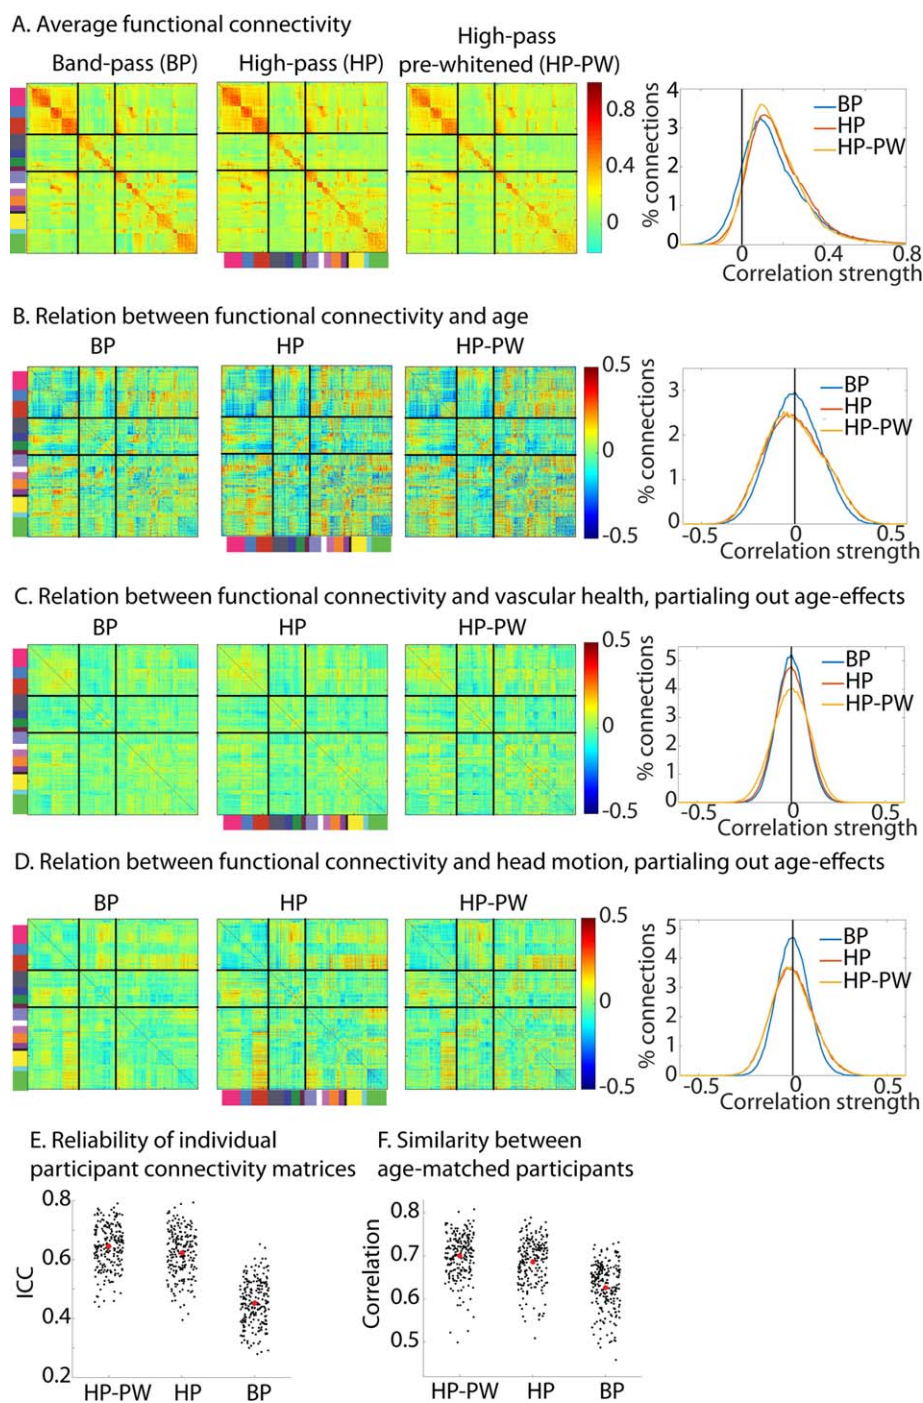 A. Average functional connectivity
Band-pass (BP)
High-pass (HP)
High-pass
pre-whitened (HP-PW)
0.8
0.4
0
4
3
2
1
0
% connections
BP
HP
HP-PW
0
0.4
0.8
Correlation strength
B. Relation between functional connectivity and age
BP
HP
HP-PW
0.5
0
-0.5
3
2
1
0
% connections
BP
HP
HP-PW
-0.5
0
0.5
Correlation strength
C. Relation between functional connectivity and vascular health, partialing out age-effects
BP
HP
HP-PW
0.5
0
-0.5
5
4
3
2
1
0
% connections
BP
HP
HP-PW
-0.5
0
0.5
Correlation strength
D. Relation between functional connectivity and head motion, partialing out age-effects
BP
HP
HP-PW
0.5
0
-0.5
5
4
3
2
1
0
% connections
BP
HP
HP-PW
-0.5
0
0.5
Correlation strength
E. Reliability of individual
participant connectivity matrices
0.8
0.6
0.4
0.2
ICC
HP-PW
HP
BP
F. Similarity between
age-matched participants
0.8
0.7
0.6
0.5
Correlation
HP-PW
HP
BP